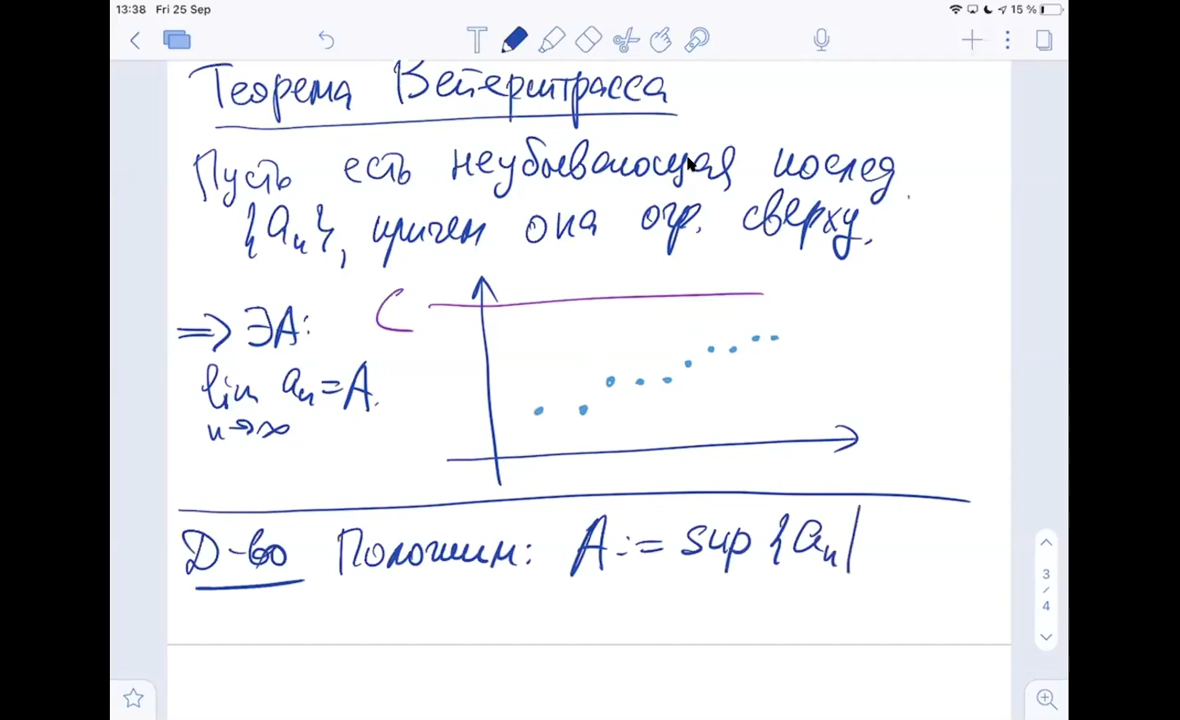 13:38 Fri 25 Sep 15 %
Теорема Вейерштрасса
Пусть есть неубывающая послед.
{aₙ}, причем она огр. сверху.
C
=> ∃A:
lim aₙ = A.
n→∞
Д-во Положим: A := sup {aₙ|
3
/
4